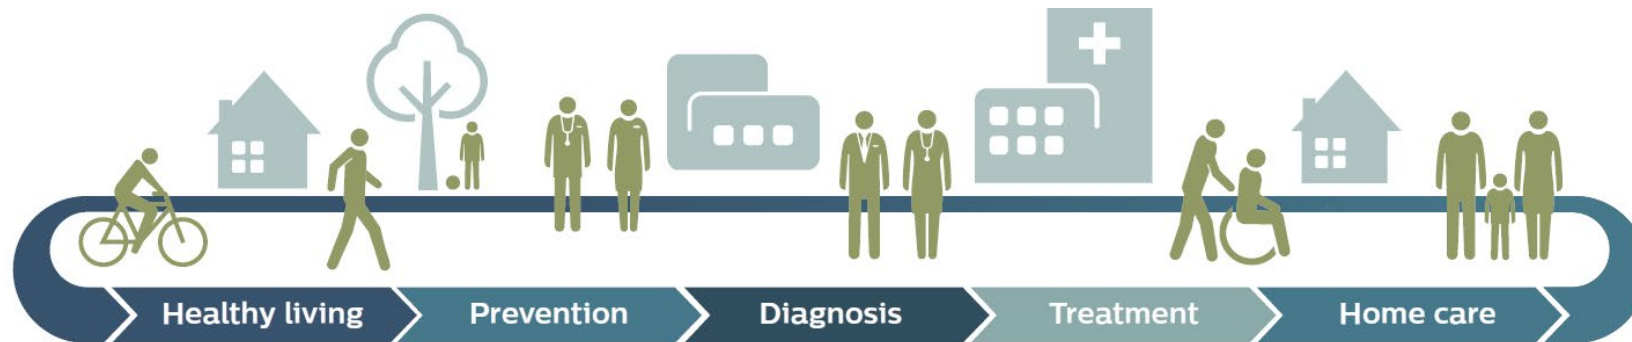 Healthy living
Prevention
Diagnosis
Treatment
Home care